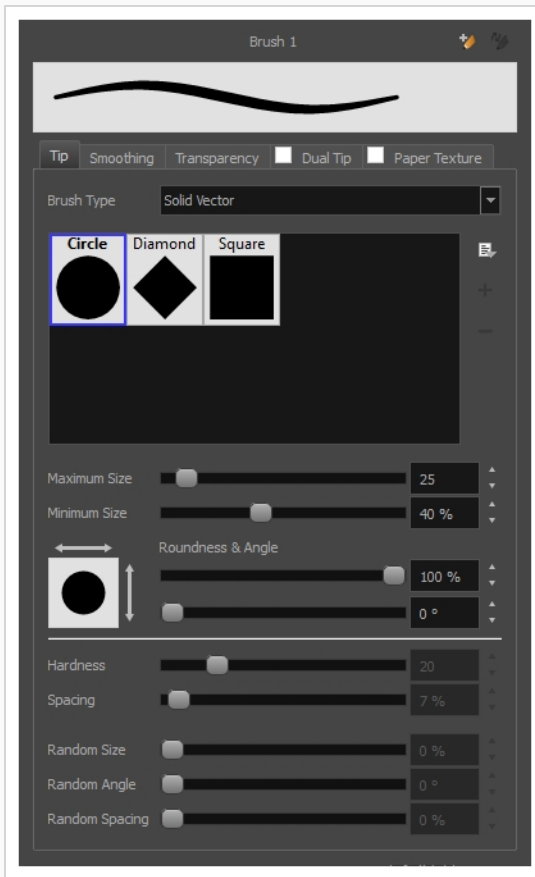 Brush 1
Tip Smoothing Transparency Dual Tip Paper Texture
Brush Type Solid Vector
Circle Diamond Square
Maximum Size 25
Minimum Size 40 %
Roundness & Angle
100 %
0 °
Hardness 20
Spacing 7 %
Random Size 0 %
Random Angle 0 °
Random Spacing 0 %